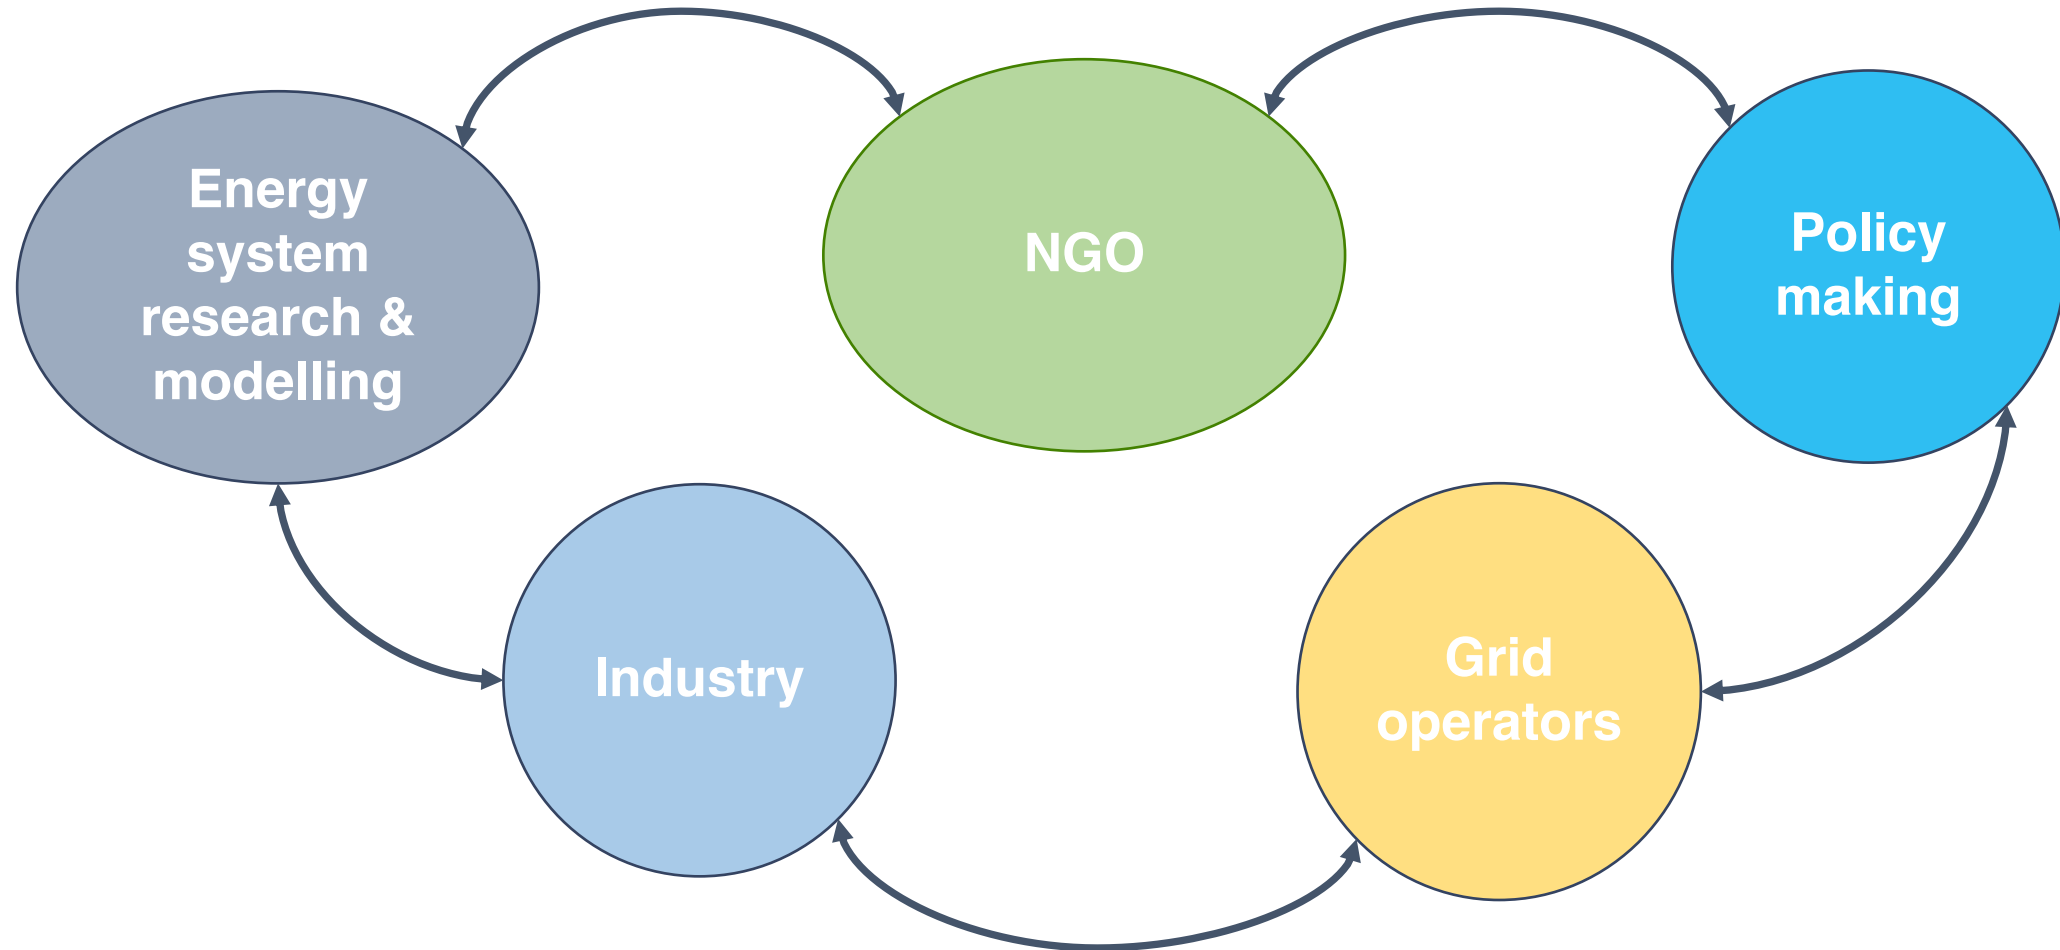 Energy
system
research &
modelling
NGO
Policy
making
Industry
Grid
operators